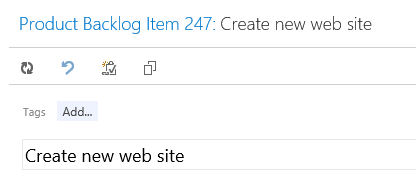 Product Backlog Item 247: Create new web site
Tags Add...
Create new web site